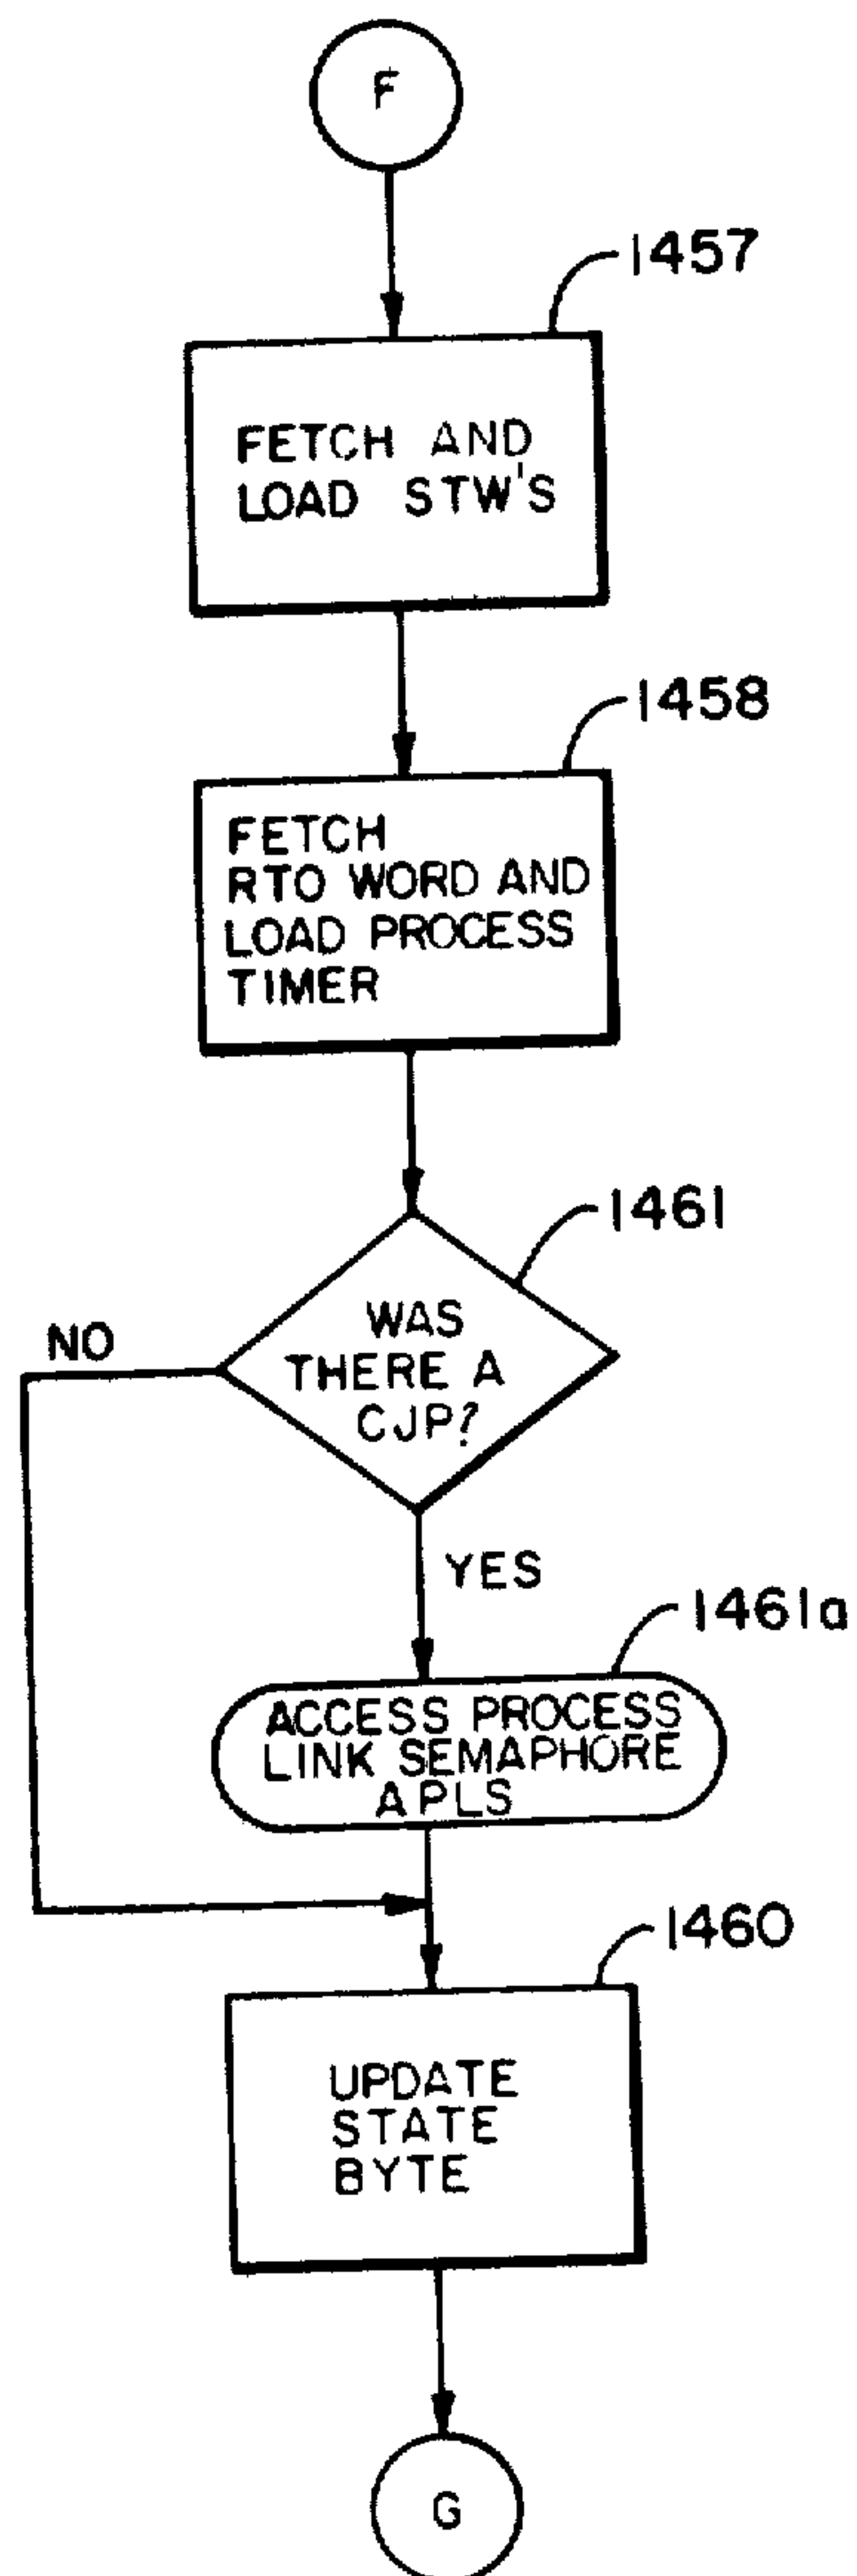 F
1457
FETCH AND
LOAD STW'S
1458
FETCH
RTO WORD AND
LOAD PROCESS
TIMER
1461
WAS
THERE A
CJP?
NO
YES
1461a
ACCESS PROCESS
LINK SEMAPHORE
APLS
1460
UPDATE
STATE
BYTE
G